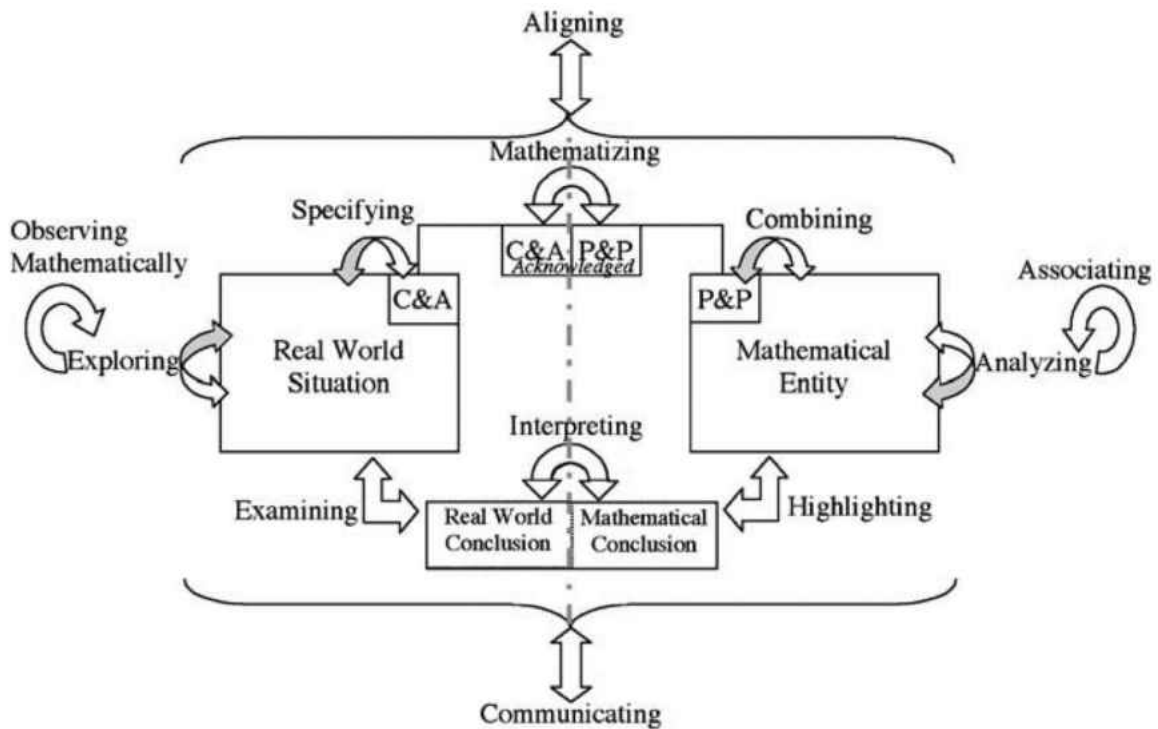 Aligning
Mathematizing
Specifying
Combining
Observing
Mathematically
C&A P&P
Acknowledged
Associating
C&A
P&P
Exploring
Real World
Situation
Mathematical
Entity
Analyzing
Interpreting
Examining
Real World
Conclusion
Mathematical
Conclusion
Highlighting
Communicating